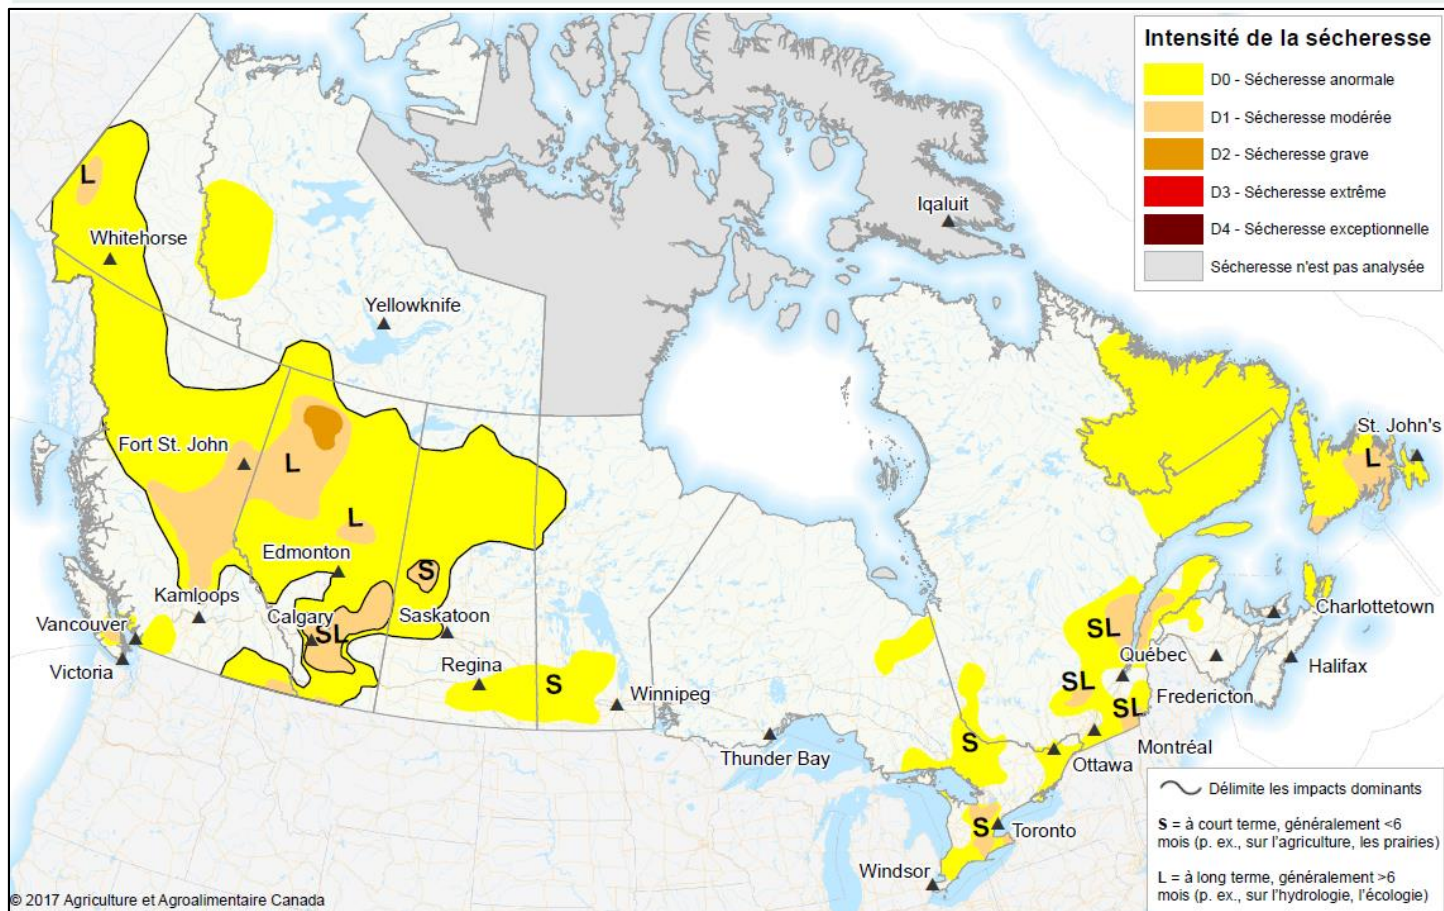 Intensité de la sécheresse
D0 - Sécheresse anormale
D1 - Sécheresse modérée
D2 - Sécheresse grave
D3 - Sécheresse extrême
D4 - Sécheresse exceptionnelle
Sécheresse n'est pas analysée
L
Iqaluit
Whitehorse
Yellowknife
St. John's
Fort St. John
L
L
L
Edmonton
S
Kamloops
Calgary
Saskatoon
SL
Vancouver
Victoria
Regina
S
Winnipeg
Charlottetown
SL
Québec
Halifax
SL
Fredericton
SL
S
Montréal
Thunder Bay
Ottawa
S
Toronto
Windsor
Délimite les impacts dominants
S = à court terme, généralement <6
mois (p. ex., sur l'agriculture, les prairies)
L = à long terme, généralement >6
mois (p. ex., sur l'hydrologie, l'écologie)
© 2017 Agriculture et Agroalimentaire Canada